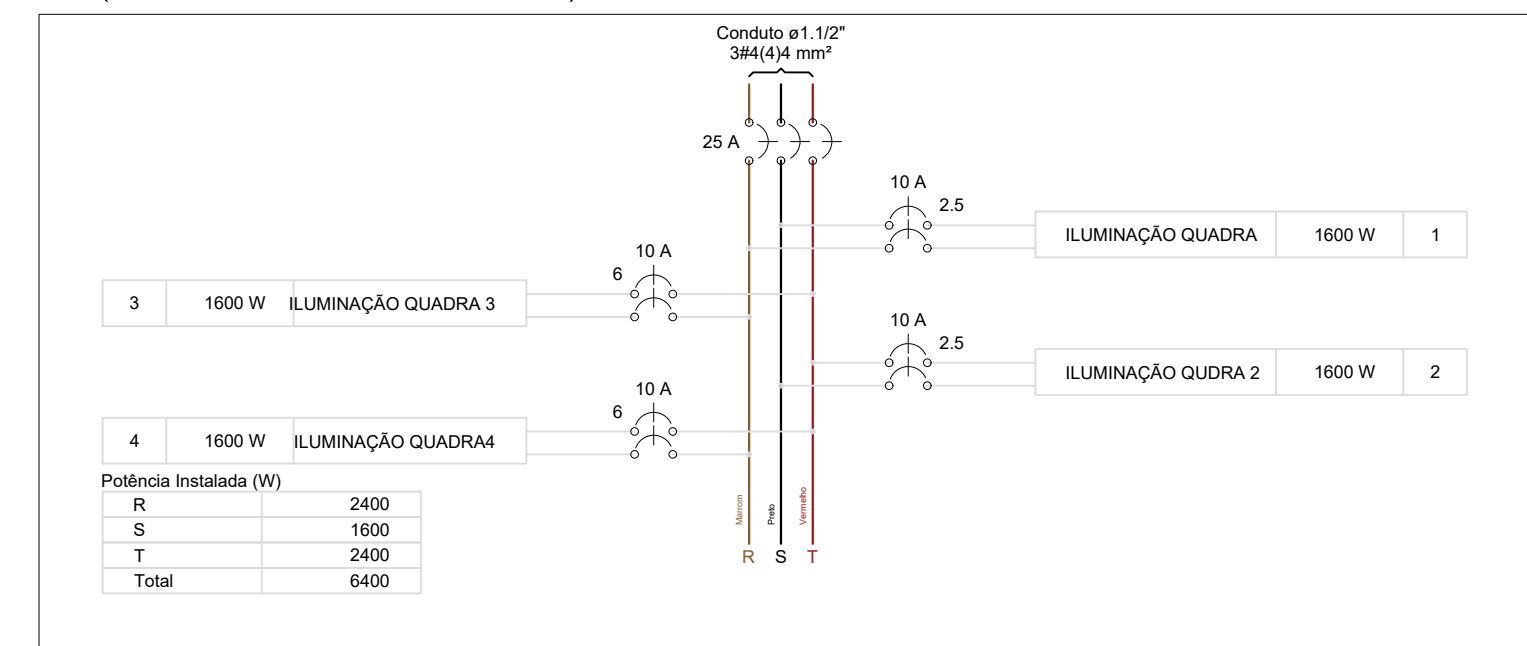 Conduto ø1.1/2"
3#4(4)4 mm²
25 A
10 A
2.5
ILUMINAÇÃO QUADRA 1600 W 1
10 A
6
3 1600 W ILUMINAÇÃO QUADRA 3
10 A
2.5
ILUMINAÇÃO QUDRA 2 1600 W 2
10 A
6
4 1600 W ILUMINAÇÃO QUADRA4
Potência Instalada (W)
R 2400
S 1600
T 2400
Total 6400
Marrom
Preto
Vermelho
R S T